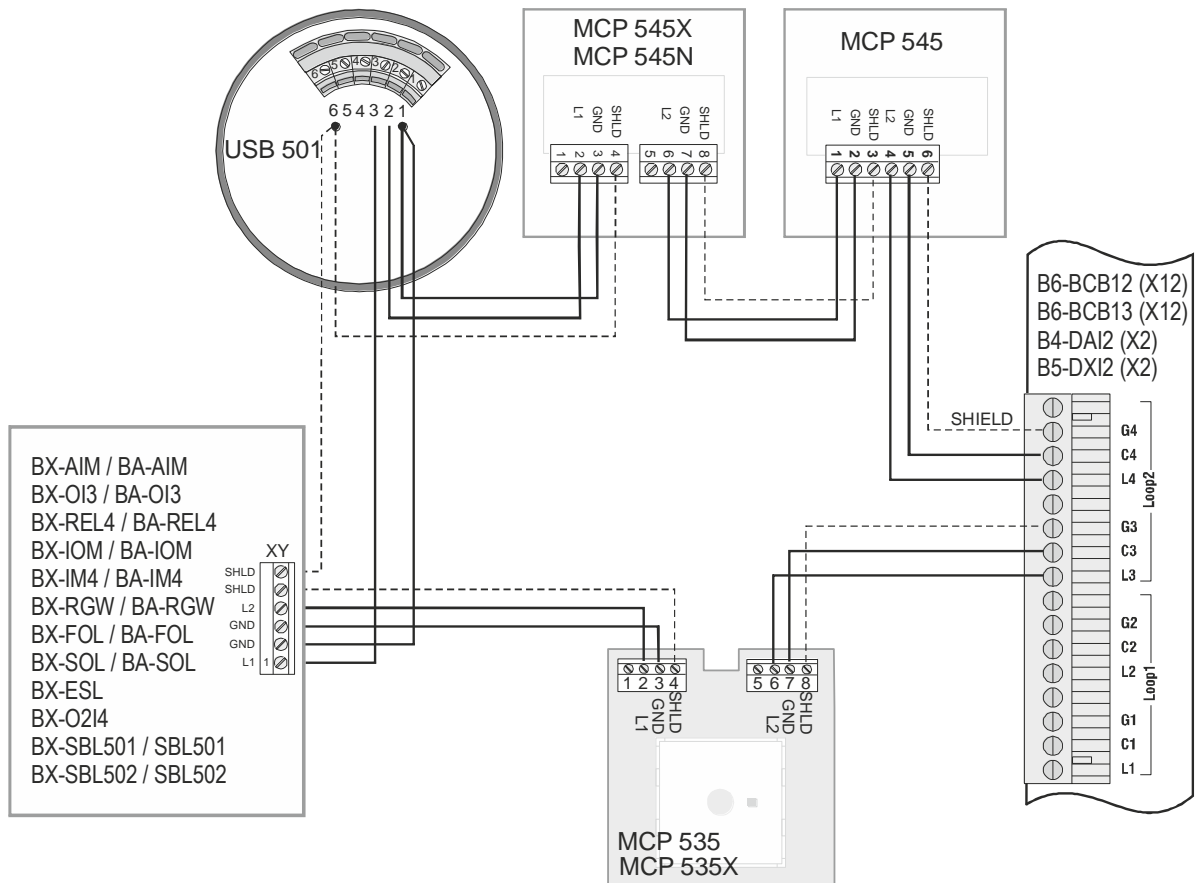 6 5 4 3 2 1
6 5 4 3 2 1
USB 501
MCP 545X
MCP 545N
L1 GND SHLD
L2 GND SHLD
1 2 3 4
5 6 7 8
MCP 545
L1 GND SHLD L2 GND SHLD
1 2 3 4 5 6
B6-BCB12 (X12)
B6-BCB13 (X12)
B4-DAI2 (X2)
B5-DXI2 (X2)
SHIELD
G4
C4
L4
Loop2
G3
C3
L3
G2
C2
L2
Loop1
G1
C1
L1
BX-AIM / BA-AIM
BX-OI3 / BA-OI3
BX-REL4 / BA-REL4
BX-IOM / BA-IOM
BX-IM4 / BA-IM4
BX-RGW / BA-RGW
BX-FOL / BA-FOL
BX-SOL / BA-SOL
BX-ESL
BX-O2I4
BX-SBL501 / SBL501
BX-SBL502 / SBL502
XY
SHLD
SHLD
L2
GND
GND
L1 1
1 2 3 4
L1 GND SHLD
5 6 7 8
L2 GND SHLD
MCP 535
MCP 535X